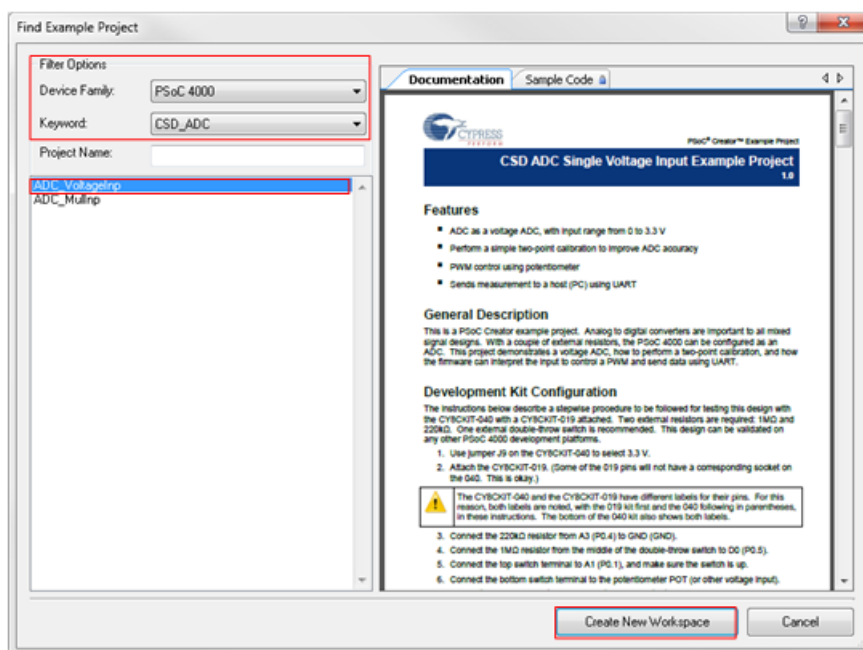 Find Example Project
Filter Options
Device Family:
PSoC 4000
Keyword:
CSD_ADC
Project Name:
ADC_VoltageInp
ADC_MulInp
Documentation
Sample Code
CYPRESS
PERFORM
PSoC® Creator™ Example Project
CSD ADC Single Voltage Input Example Project
1.0
Features
■ ADC as a voltage ADC, with input range from 0 to 3.3 V
■ Perform a simple two-point calibration to improve ADC accuracy
■ PWM control using potentiometer
■ Sends measurement to a host (PC) using UART
General Description
This is a PSoC Creator example project. Analog to digital converters are important to all mixed
signal designs. With a couple of external resistors, the PSoC 4000 can be configured as an
ADC. This project demonstrates a voltage ADC, how to perform a two-point calibration, and how
the firmware can interpret the input to control a PWM and send data using UART.
Development Kit Configuration
The instructions below describe a stepwise procedure to be followed for testing this design with
the CY8CKIT-040 with a CY8CKIT-019 attached. Two external resistors are required: 1MΩ and
220kΩ. One external double-throw switch is recommended. This design can be validated on
any other PSoC 4000 development platforms.
1. Use jumper J9 on the CY8CKIT-040 to select 3.3 V.
2. Attach the CY8CKIT-019. (Some of the 019 pins will not have a corresponding socket on
the 040. This is okay.)
The CY8CKIT-040 and the CY8CKIT-019 have different labels for their pins. For this
reason, both labels are noted, with the 019 kit first and the 040 following in parentheses,
in these instructions. The bottom of the 040 kit also shows both labels.
3. Connect the 220kΩ resistor from A3 (P0.4) to GND (GND).
4. Connect the 1MΩ resistor from the middle of the double-throw switch to D0 (P0.5).
5. Connect the top switch terminal to A1 (P0.1), and make sure the switch is up.
6. Connect the bottom switch terminal to the potentiometer POT (or other voltage input).
Create New Workspace
Cancel